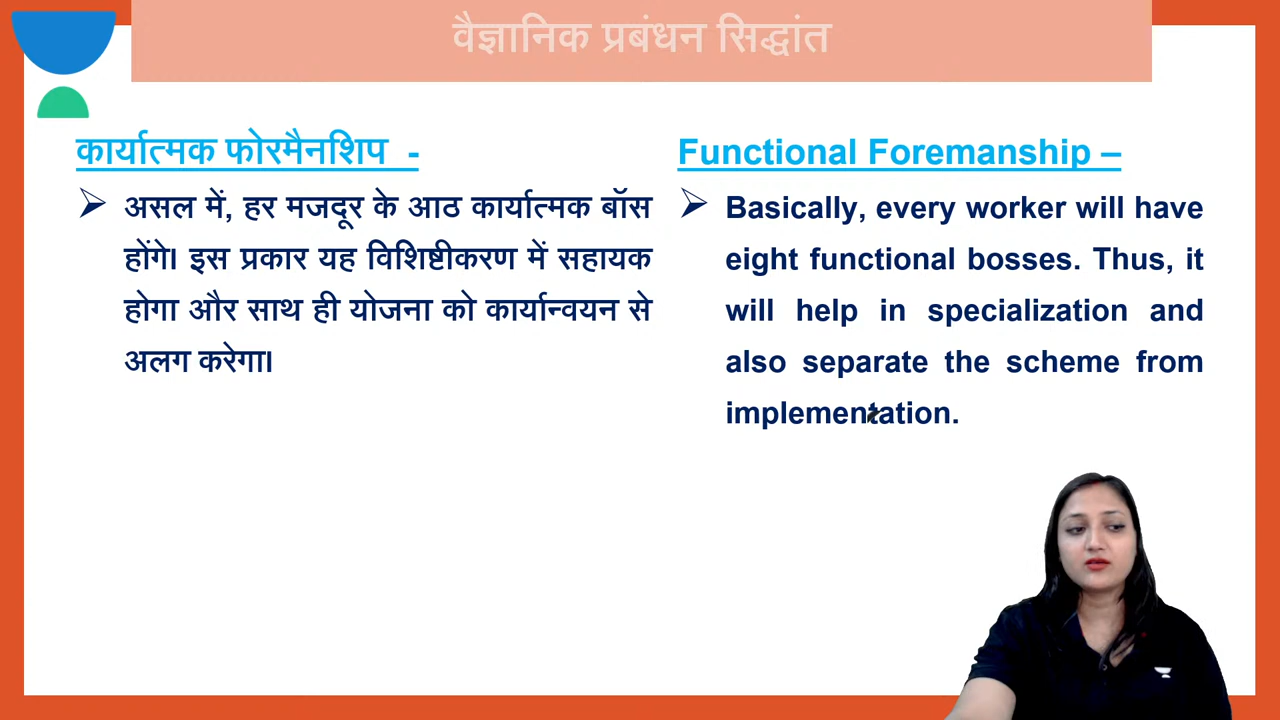 वैज्ञानिक प्रबंधन सिद्धांत
कार्यात्मक फोरमैनशिप -
➢ असल में, हर मजदूर के आठ कार्यात्मक बॉस
होंगे। इस प्रकार यह विशिष्टीकरण में सहायक
होगा और साथ ही योजना को कार्यान्वयन से
अलग करेगा।
Functional Foremanship –
➢ Basically, every worker will have
eight functional bosses. Thus, it
will help in specialization and
also separate the scheme from
implementation.